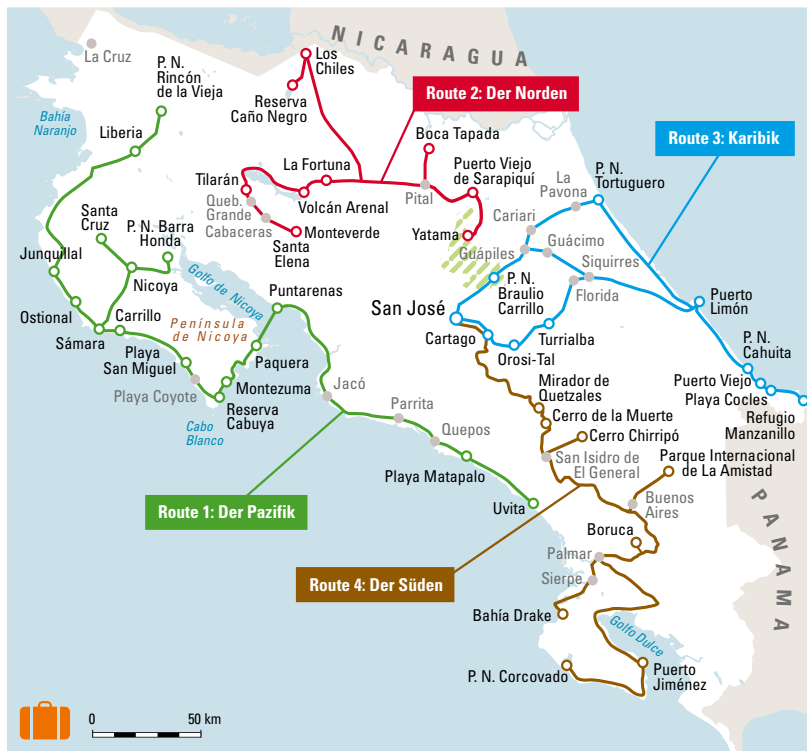 NICARAGUA
La Cruz
P. N.
Rincón
de la Vieja
Los
Chiles
Reserva
Caño Negro
Route 2: Der Norden
Bahía
Naranjo
Liberia
Boca Tapada
Route 3: Karibik
La Fortuna
Puerto Viejo
de Sarapiquí
P. N.
Tortuguero
La
Pavona
Tilarán
Pital
Queb.
Grande
Cabaceras
Volcán Arenal
Cariari
Santa
Cruz
P. N. Barra
Honda
Monteverde
Santa
Elena
Yatama
Guácimo
Guápiles
Siquirres
Junquillal
Golfo de Nicoya
Nicoya
Puntarenas
P. N.
Braulio
Carrillo
Florida
San José
Puerto
Limón
Ostional
Carrillo
Península
de Nicoya
Cartago
Turrialba
Sámara
Orosi-Tal
P. N.
Cahuita
Playa
San Miguel
Paquera
Mirador de
Quetzales
Puerto Viejo
Playa Coyote
Montezuma
Jacó
Playa Cocles
Reserva
Cabuya
Cerro de la Muerte
Refugio
Manzanillo
Cabo
Blanco
Parrita
Cerro Chirripó
Quepos
San Isidro de
El General
Parque Internacional
de La Amistad
Playa Matapalo
Route 1: Der Pazifik
Uvita
Buenos
Aires
PANAMA
Boruca
Palmar
Route 4: Der Süden
Sierpe
Bahía Drake
Golfo Dulce
P. N. Corcovado
Puerto
Jiménez
0 50 km